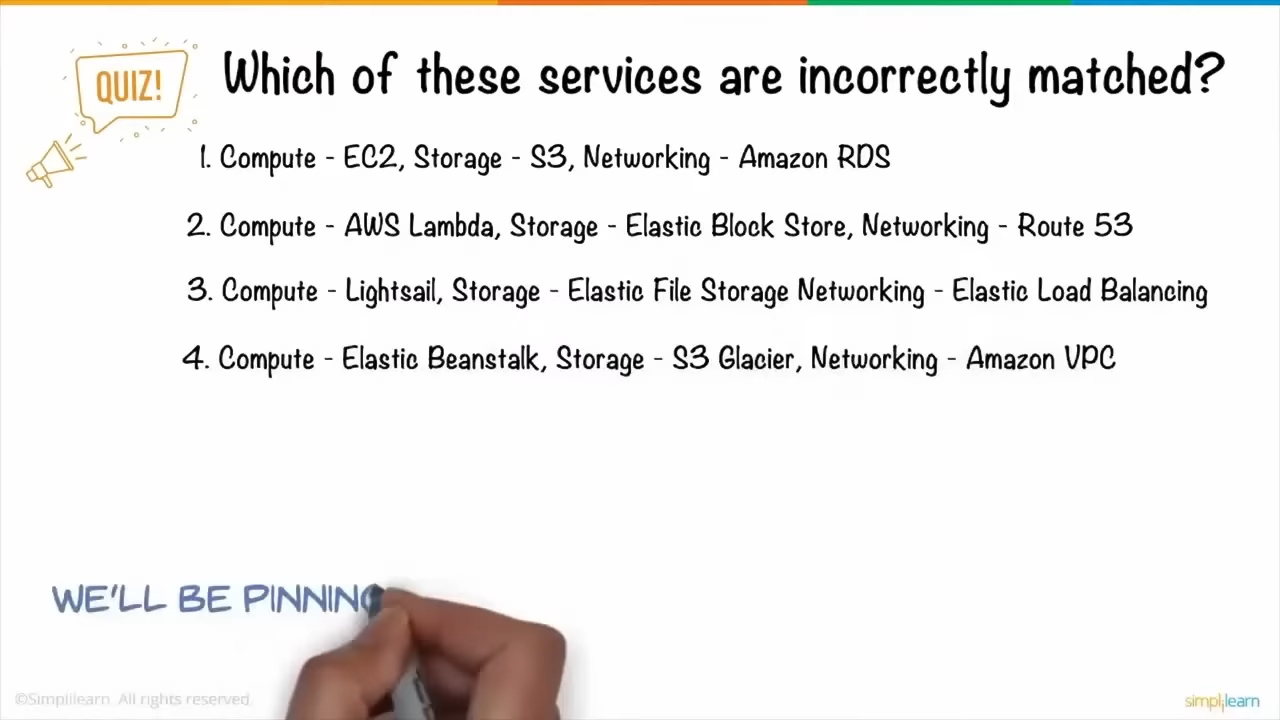 QUIZ!
Which of these services are incorrectly matched?
1. Compute - EC2, Storage - S3, Networking - Amazon RDS
2. Compute - AWS Lambda, Storage - Elastic Block Store, Networking - Route 53
3. Compute - Lightsail, Storage - Elastic File Storage Networking - Elastic Load Balancing
4. Compute - Elastic Beanstalk, Storage - S3 Glacier, Networking - Amazon VPC
WE'LL BE PINNING
©Simplilearn. All rights reserved.
simplilearn